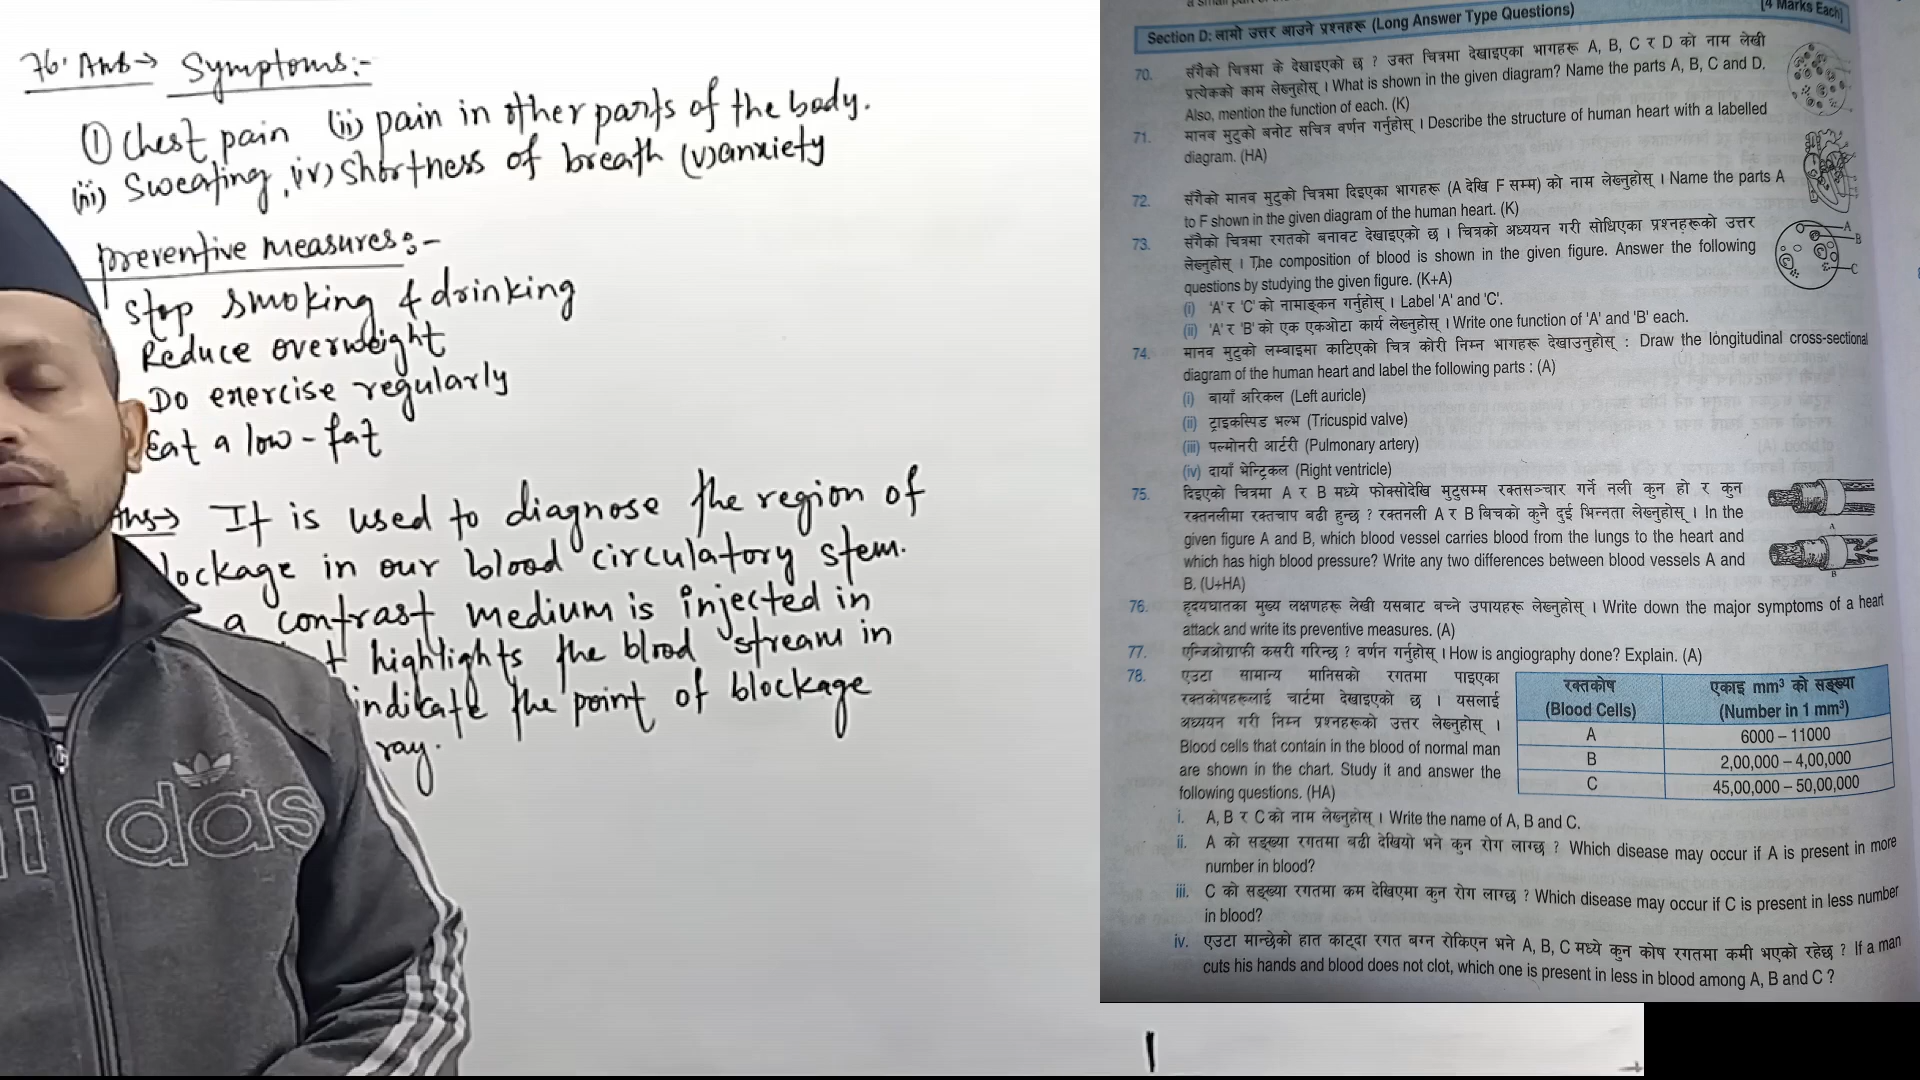 76. Ans→ Symptoms:-
(i) Chest pain (ii) pain in other parts of the body.
(iii) Sweating, (iv) Shortness of breath (v) anxiety
preventive measures:-
Stop smoking & drinking
Reduce overweight
Do exercise regularly
Eat a low-fat
Ans→ It is used to diagnose the region of
lockage in our blood circulatory stem.
a contrast medium is injected in
t highlights the blood stream in
indicate the point of blockage
ray.
adidas
Section D: लामो उत्तर आउने प्रश्नहरू (Long Answer Type Questions) [4 Marks Each]
70. सँगैको चित्रमा के देखाइएको छ ? उक्त चित्रमा देखाइएका भागहरू A, B, C र D को नाम लेखी
प्रत्येकको काम लेख्नुहोस् । What is shown in the given diagram? Name the parts A, B, C and D.
Also, mention the function of each. (K)
71. मानव मुटुको बनोट सचित्र वर्णन गर्नुहोस् । Describe the structure of human heart with a labelled
diagram. (HA)
72. सँगैको मानव मुटुको चित्रमा दिइएका भागहरू (A देखि F सम्म) को नाम लेख्नुहोस् । Name the parts A
to F shown in the given diagram of the human heart. (K)
73. सँगैको चित्रमा रगतको बनावट देखाइएको छ । चित्रको अध्ययन गरी सोधिएका प्रश्नहरूको उत्तर
लेख्नुहोस् । The composition of blood is shown in the given figure. Answer the following
questions by studying the given figure. (K+A)
A
B
C
(i) 'A' र 'C' को नामाङ्कन गर्नुहोस् । Label 'A' and 'C'.
(ii) 'A' र 'B' को एक एकओटा कार्य लेख्नुहोस् । Write one function of 'A' and 'B' each.
74. मानव मुटुको लम्बाइमा काटिएको चित्र कोरी निम्न भागहरू देखाउनुहोस् : Draw the longitudinal cross-sectional
diagram of the human heart and label the following parts : (A)
(i) बायाँ अरिकल (Left auricle)
(ii) ट्राइकस्पिड भल्भ (Tricuspid valve)
(iii) पल्मोनरी आर्टरी (Pulmonary artery)
(iv) दायाँ भेन्ट्रिकल (Right ventricle)
75. दिइएको चित्रमा A र B मध्ये फोक्सोदेखि मुटुसम्म रक्तसञ्चार गर्ने नली कुन हो र कुन
रक्तनलीमा रक्तचाप बढी हुन्छ ? रक्तनली A र B बिचको कुनै दुई भिन्नता लेख्नुहोस् । In the
given figure A and B, which blood vessel carries blood from the lungs to the heart and
which has high blood pressure? Write any two differences between blood vessels A and
B. (U+HA)
A
B
76. हृदयघातका मुख्य लक्षणहरू लेखी यसबाट बच्ने उपायहरू लेख्नुहोस् । Write down the major symptoms of a heart
attack and write its preventive measures. (A)
77. एन्जिओग्राफी कसरी गरिन्छ ? वर्णन गर्नुहोस् । How is angiography done? Explain. (A)
78. एउटा सामान्य मानिसको रगतमा पाइएका
रक्तकोषहरूलाई चार्टमा देखाइएको छ । यसलाई
अध्ययन गरी निम्न प्रश्नहरूको उत्तर लेख्नुहोस् ।
Blood cells that contain in the blood of normal man
are shown in the chart. Study it and answer the
following questions. (HA)
रक्तकोष एकाइ mm³ को सङ्ख्या
(Blood Cells) (Number in 1 mm³)
A 6000 – 11000
B 2,00,000 – 4,00,000
C 45,00,000 – 50,00,000
i. A, B र C को नाम लेख्नुहोस् । Write the name of A, B and C.
ii. A को सङ्ख्या रगतमा बढी देखियो भने कुन रोग लाग्छ ? Which disease may occur if A is present in more
number in blood?
iii. C को सङ्ख्या रगतमा कम देखिएमा कुन रोग लाग्छ ? Which disease may occur if C is present in less number
in blood?
iv. एउटा मान्छेको हात काट्दा रगत बग्न रोकिएन भने A, B, C मध्ये कुन कोष रगतमा कमी भएको रहेछ ? If a man
cuts his hands and blood does not clot, which one is present in less in blood among A, B and C ?